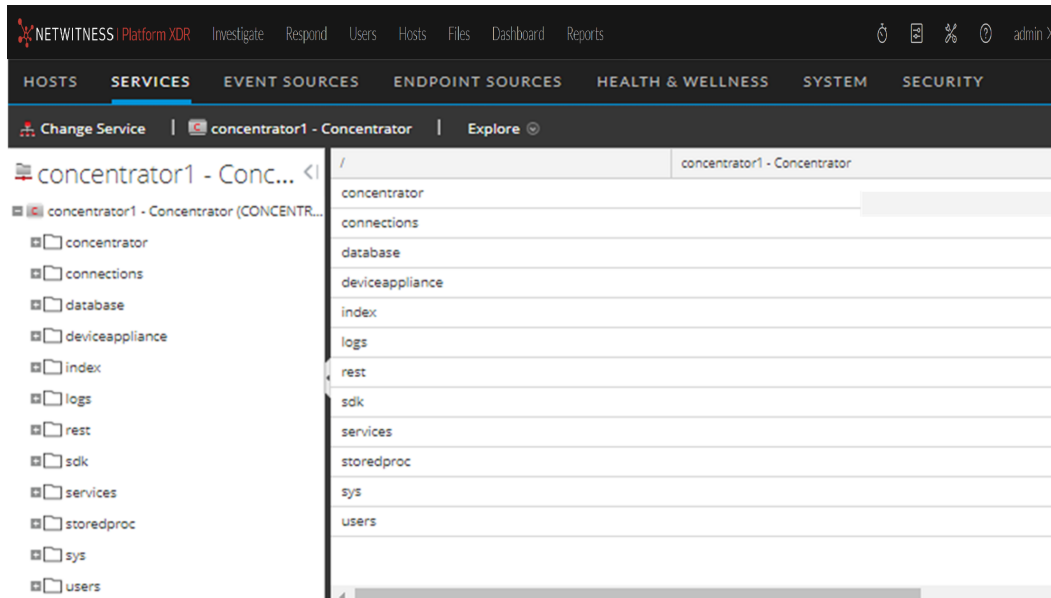 NETWITNESS Platform XDR Investigate Respond Users Hosts Files Dashboard Reports admin
HOSTS SERVICES EVENT SOURCES ENDPOINT SOURCES HEALTH & WELLNESS SYSTEM SECURITY
Change Service | C concentrator1 - Concentrator | Explore
concentrator1 - Conc...
C concentrator1 - Concentrator (CONCENTR...
concentrator
connections
database
deviceappliance
index
logs
rest
sdk
services
storedproc
sys
users
/ concentrator1 - Concentrator
concentrator
connections
database
deviceappliance
index
logs
rest
sdk
services
storedproc
sys
users